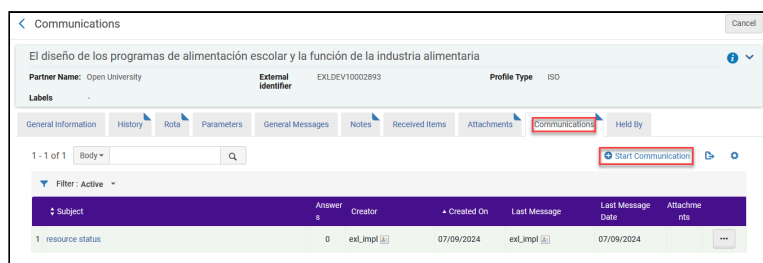 Communications
Cancel
El diseño de los programas de alimentación escolar y la función de la industria alimentaria
Partner Name: Open University External identifier EXLDEV10002893 Profile Type ISO
Labels -
General Information History Rota Parameters General Messages Notes Received Items Attachments Communications Held By
1 - 1 of 1 Body Start Communication
Filter : Active
Subject Answers Creator Created On Last Message Last Message Date Attachments
1 resource status 0 exl_impl 07/09/2024 exl_impl 07/09/2024 ...